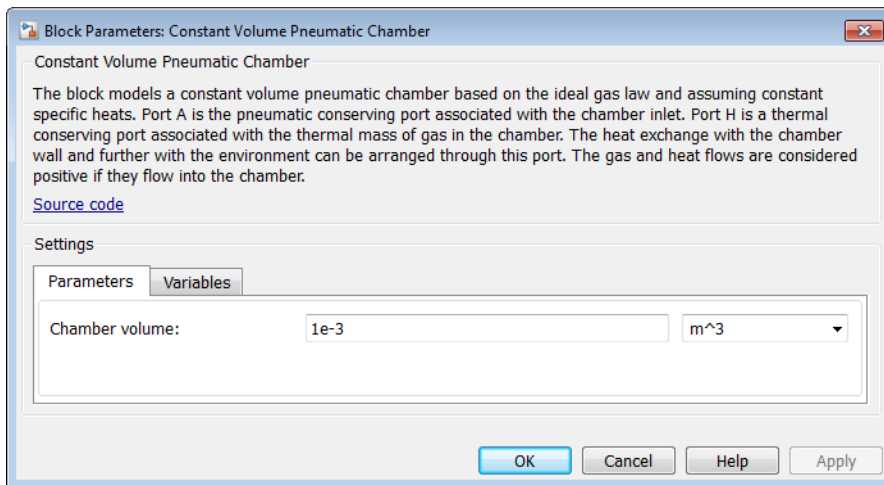 Block Parameters: Constant Volume Pneumatic Chamber
Constant Volume Pneumatic Chamber
The block models a constant volume pneumatic chamber based on the ideal gas law and assuming constant
specific heats. Port A is the pneumatic conserving port associated with the chamber inlet. Port H is a thermal
conserving port associated with the thermal mass of gas in the chamber. The heat exchange with the chamber
wall and further with the environment can be arranged through this port. The gas and heat flows are considered
positive if they flow into the chamber.
Source code
Settings
Parameters Variables
Chamber volume: 1e-3 m^3
OK Cancel Help Apply